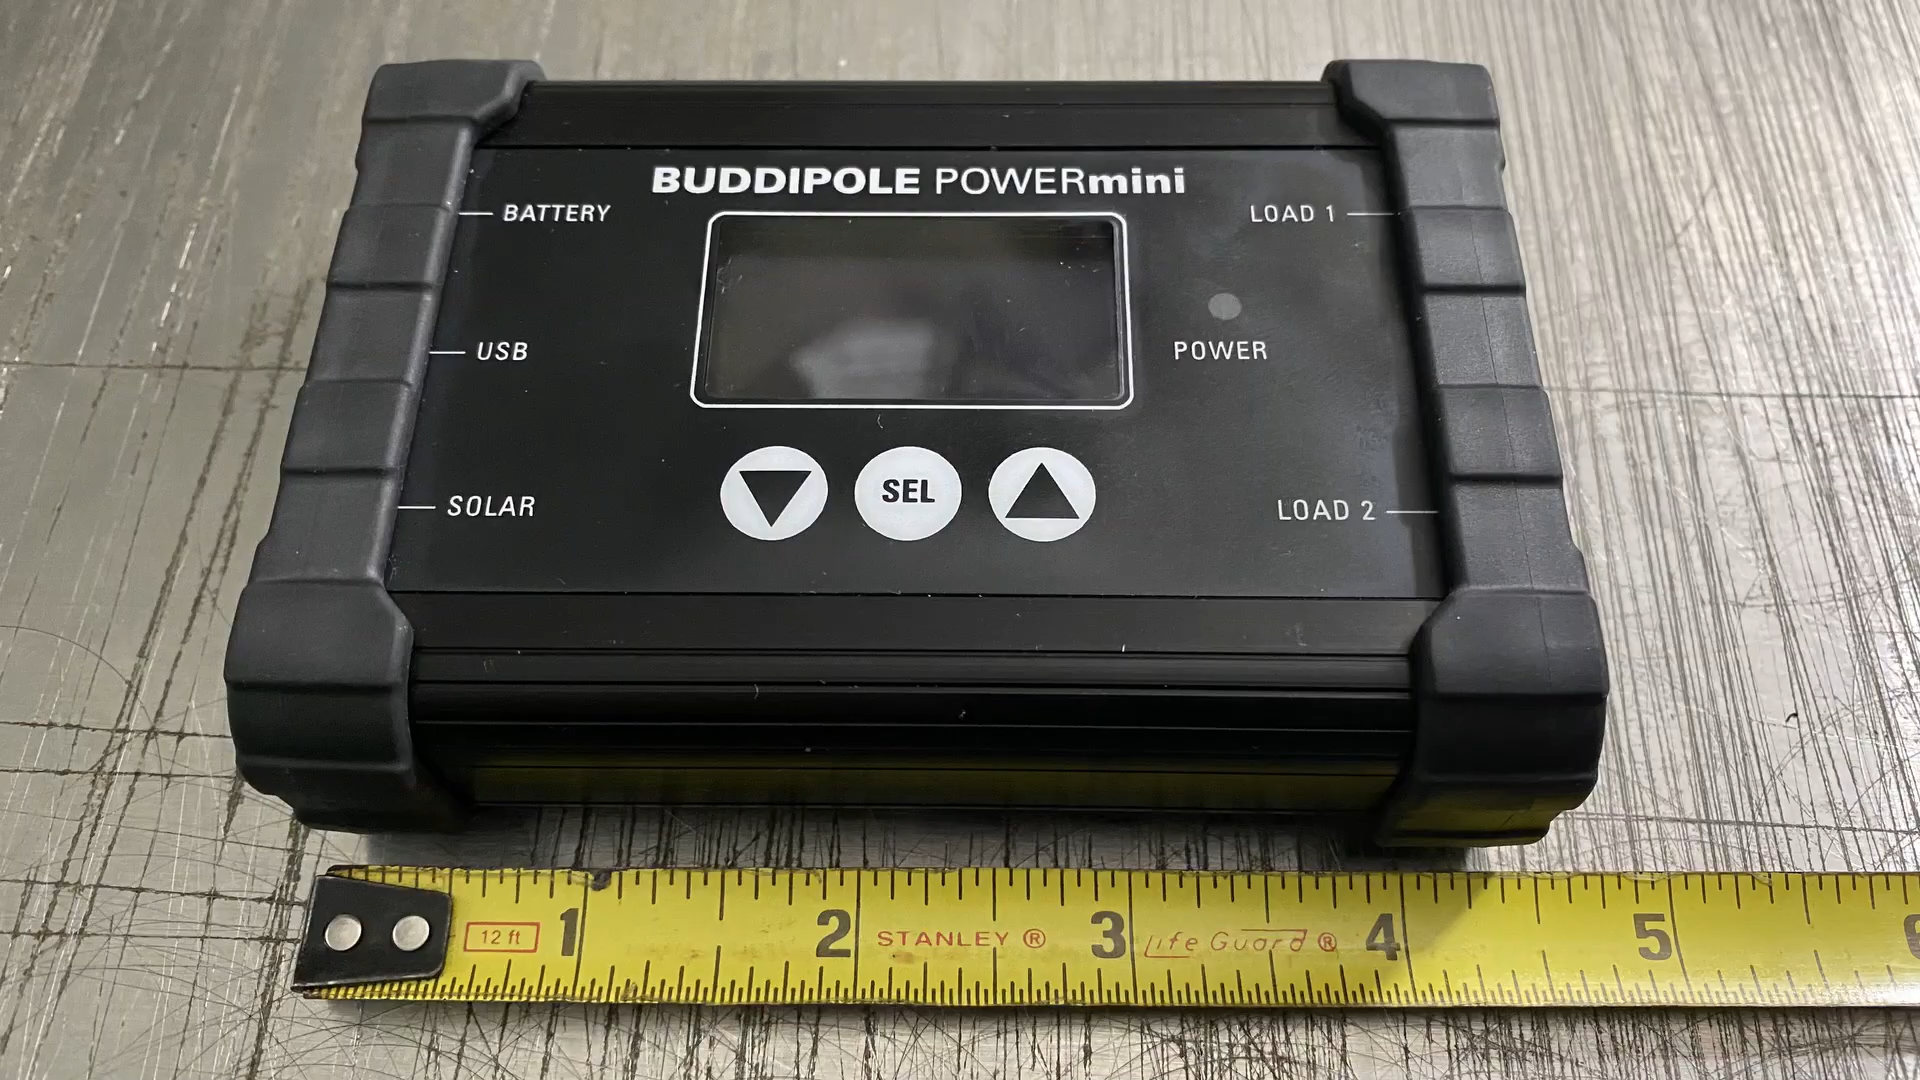 BUDDIPOLE POWERmini
BATTERY
LOAD 1
USB
POWER
SOLAR
SEL
LOAD 2
12 ft
1 2 STANLEY ® 3 Life Guard ® 4 5